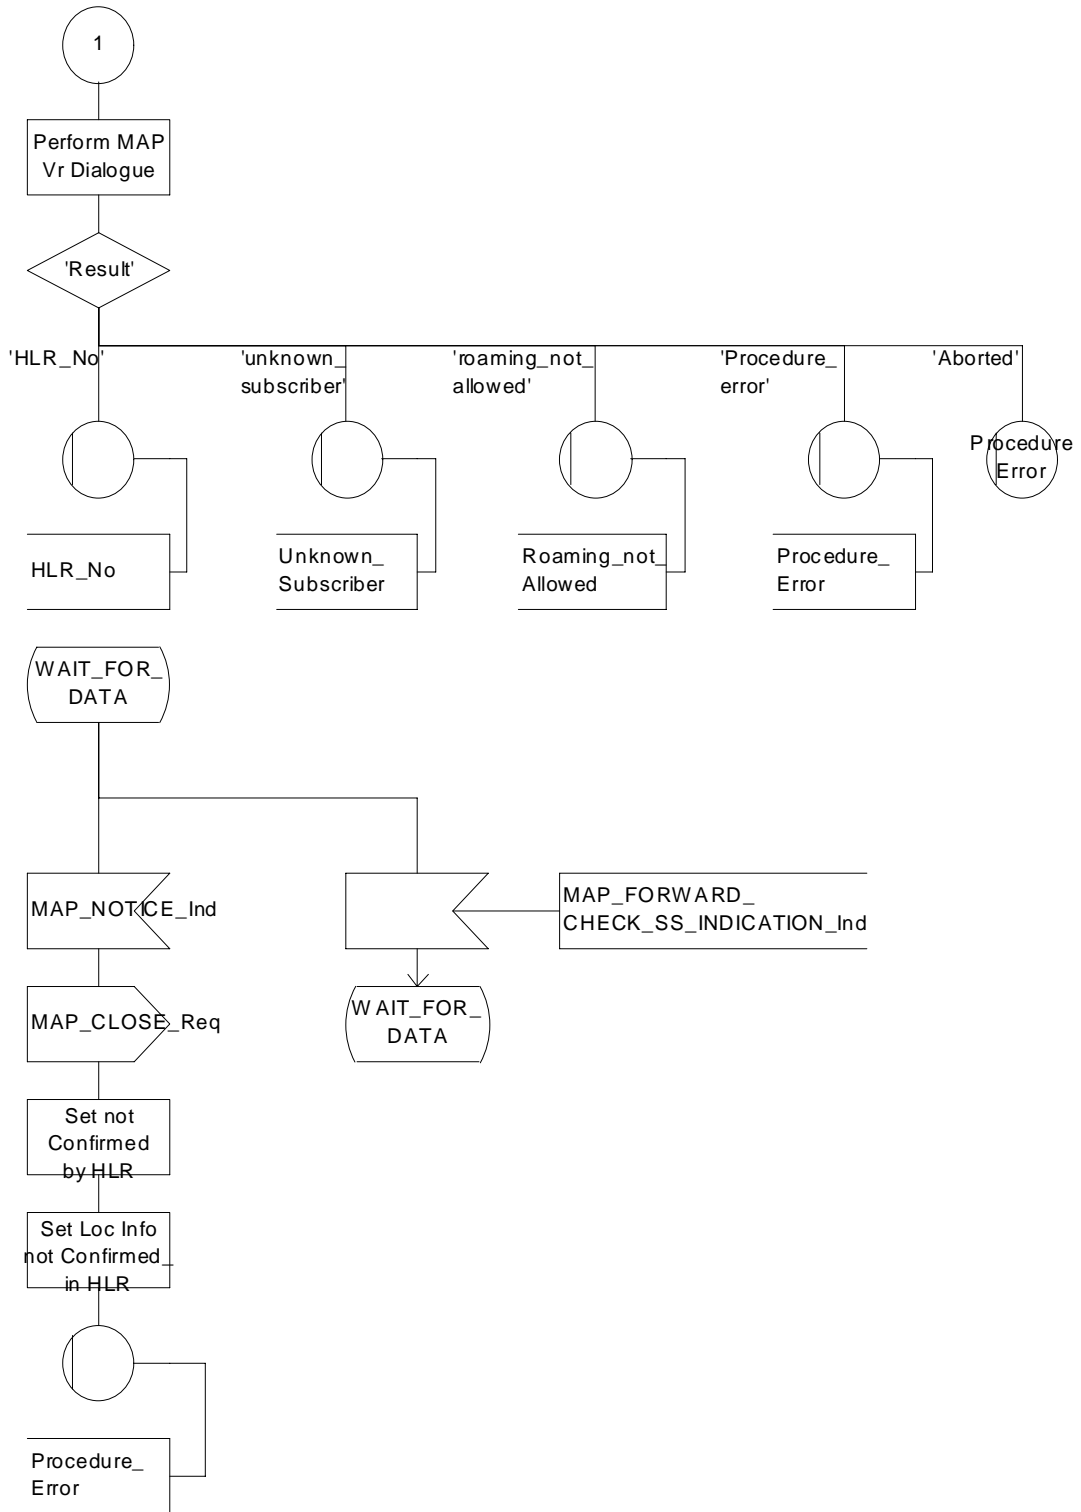 1
Perform MAP
Vr Dialogue
'Result'
'HLR_No'
'unknown_
subscriber'
'roaming_not_
allowed'
'Procedure_
error'
'Aborted'
Procedure
Error
HLR_No
Unknown_
Subscriber
Roaming_not_
Allowed
Procedure_
Error
WAIT_FOR_
DATA
MAP_NOTICE_Ind
MAP_FORWARD_
CHECK_SS_INDICATION_Ind
MAP_CLOSE_Req
WAIT_FOR_
DATA
Set not
Confirmed
by HLR
Set Loc Info
not Confirmed_
in HLR
Procedure_
Error